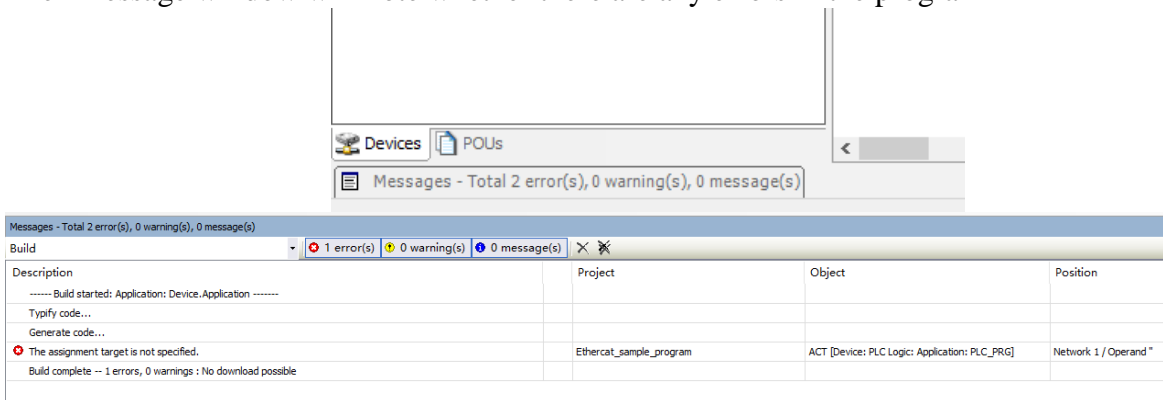 Devices POUs
Messages - Total 2 error(s), 0 warning(s), 0 message(s)
Messages - Total 2 error(s), 0 warning(s), 0 message(s)
Build 1 error(s) 0 warning(s) 0 message(s)
Description Project Object Position
------ Build started: Application: Device.Application -------
Typify code...
Generate code...
The assignment target is not specified. Ethercat_sample_program ACT [Device: PLC Logic: Application: PLC_PRG] Network 1 / Operand "
Build complete -- 1 errors, 0 warnings : No download possible